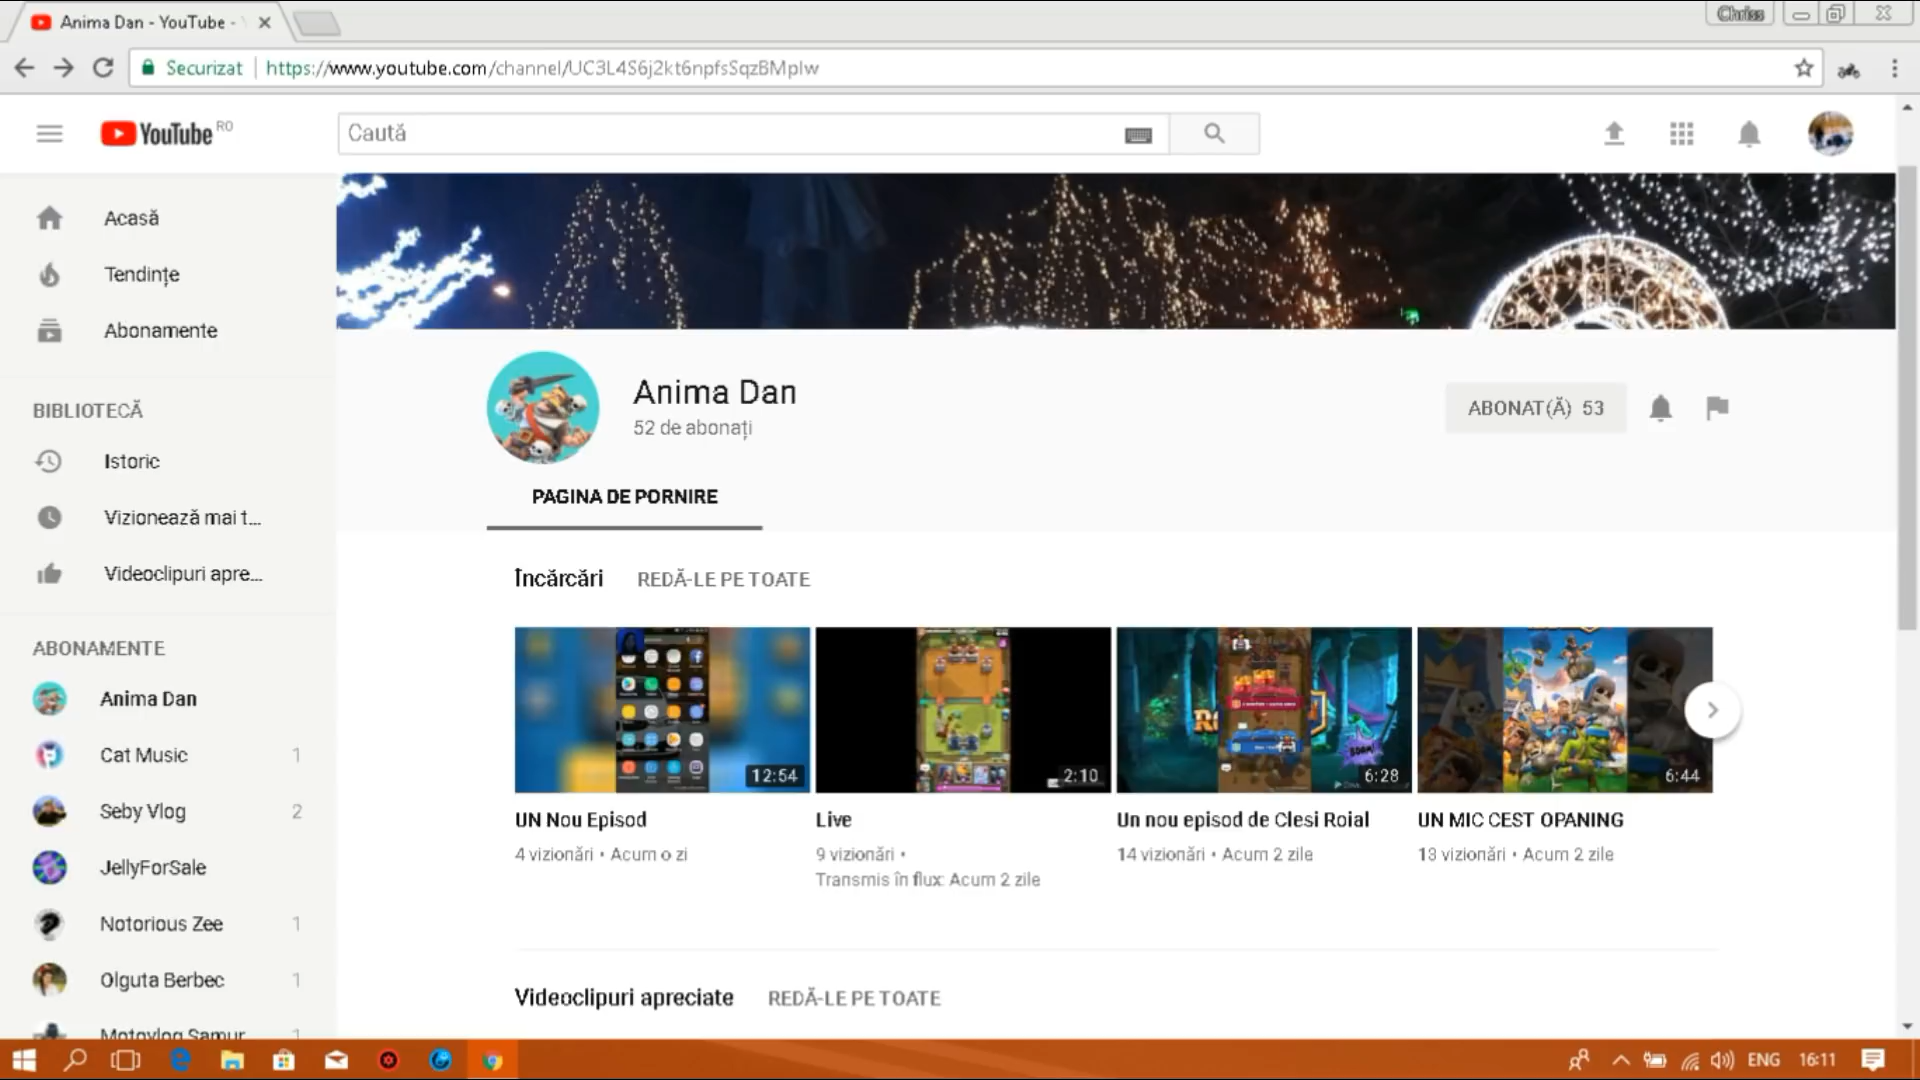 Anima Dan - YouTube -
Chriss
Securizat
https://www.youtube.com/channel/UC3L4S6j2kt6npfsSqzBMplw
YouTube RO
Caută
Acasă
Tendințe
Abonamente
BIBLIOTECĂ
Istoric
Vizionează mai t...
Videoclipuri apre...
ABONAMENTE
Anima Dan
Cat Music 1
Seby Vlog 2
JellyForSale
Notorious Zee 1
Olguta Berbec 1
Motovlog Samur 1
Anima Dan
52 de abonați
ABONAT(Ă) 53
PAGINA DE PORNIRE
Încărcări REDĂ-LE PE TOATE
12:54
2:10
6:28
6:44
UN Nou Episod
4 vizionări • Acum o zi
Live
9 vizionări •
Transmis în flux: Acum 2 zile
Un nou episod de Clesi Roial
14 vizionări • Acum 2 zile
UN MIC CEST OPANING
13 vizionări • Acum 2 zile
Videoclipuri apreciate REDĂ-LE PE TOATE
ENG 16:11